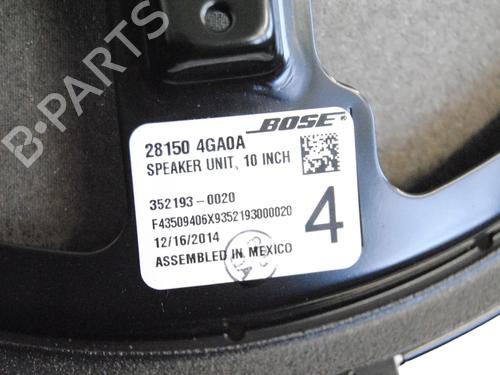 B-PARTS
BOSE®
28150 4GA0A
SPEAKER UNIT, 10 INCH
352193-0020
F43509406X9352193000020
12/16/2014
4
ASSEMBLED IN MEXICO